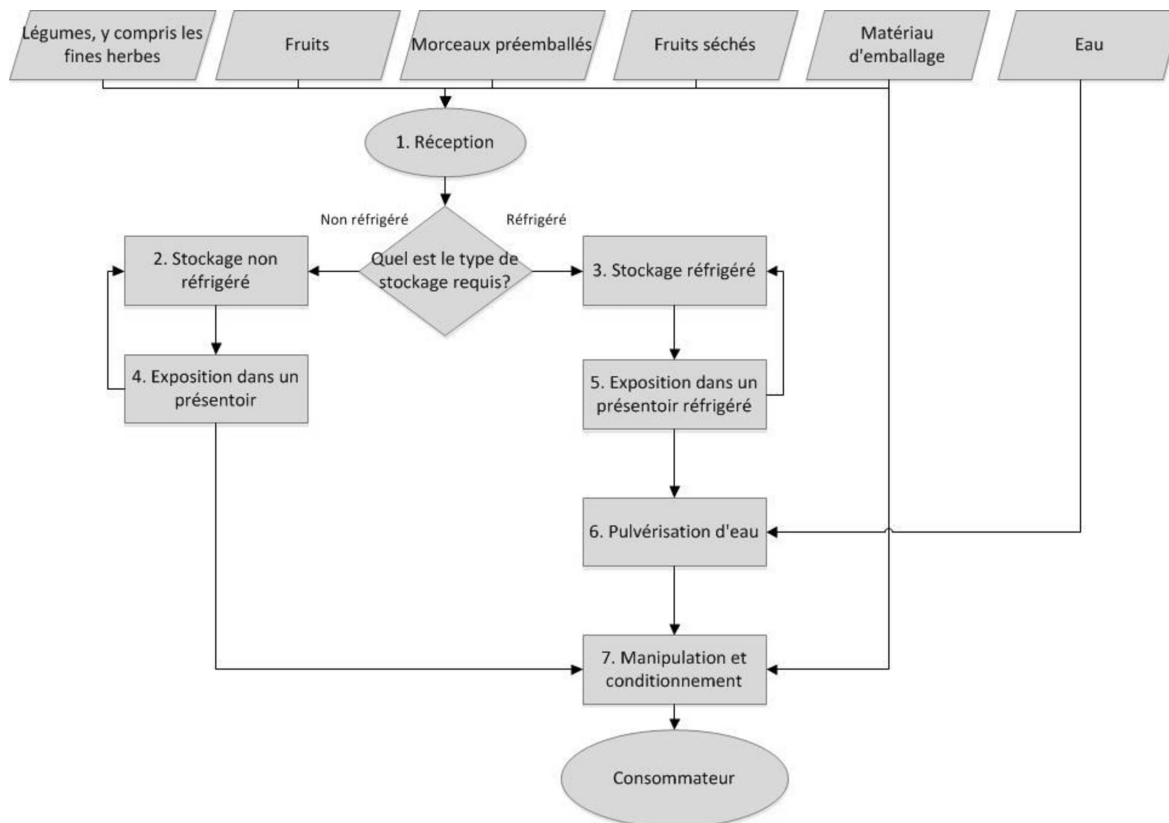 Légumes, y compris les
fines herbes
Fruits
Morceaux préemballés
Fruits séchés
Matériau
d'emballage
Eau
1. Réception
Non réfrigéré
Réfrigéré
Quel est le type de
stockage requis?
2. Stockage non
réfrigéré
3. Stockage réfrigéré
4. Exposition dans un
présentoir
5. Exposition dans un
présentoir réfrigéré
6. Pulvérisation d'eau
7. Manipulation et
conditionnement
Consommateur